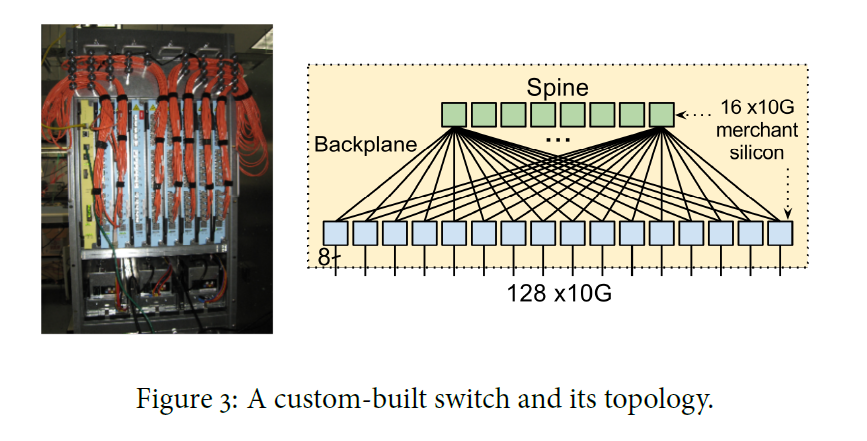 Spine
16 x10G
merchant
silicon
Backplane
...
8
128 x10G
Figure 3: A custom-built switch and its topology.